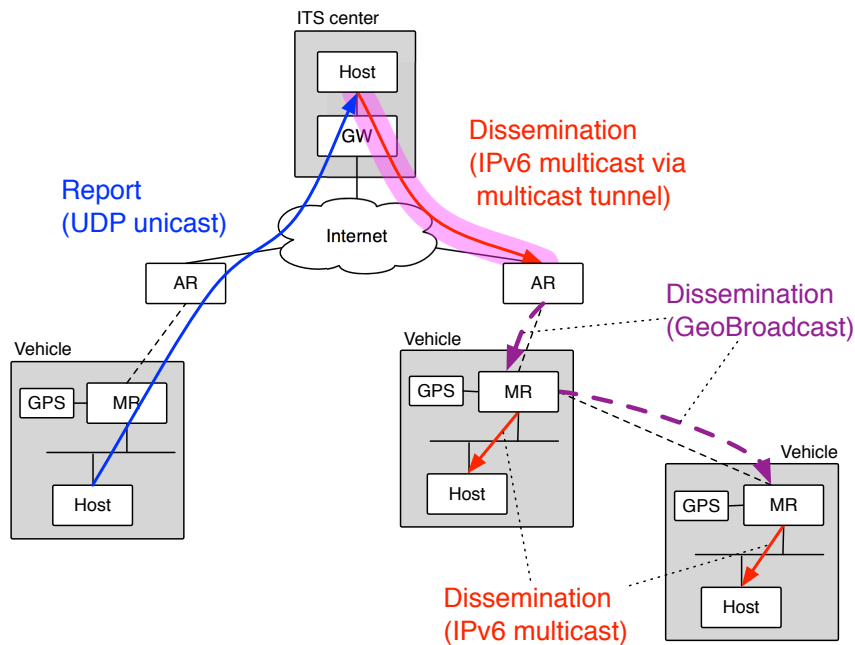 ITS center
Host
GW
Dissemination
(IPv6 multicast via
multicast tunnel)
Report
(UDP unicast)
Internet
AR
AR
Dissemination
(GeoBroadcast)
Vehicle
GPS
MR
Host
Vehicle
GPS
MR
Host
Vehicle
GPS
MR
Host
Dissemination
(IPv6 multicast)